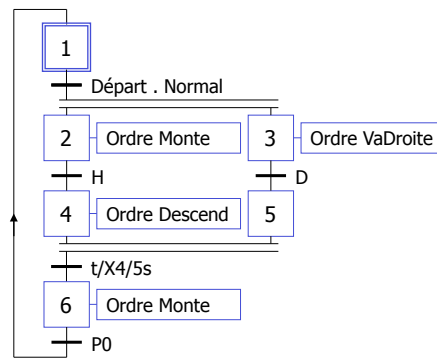 1
Départ . Normal
2 Ordre Monte 3 Ordre VaDroite
H D
4 Ordre Descend 5
t/X4/5s
6 Ordre Monte
P0